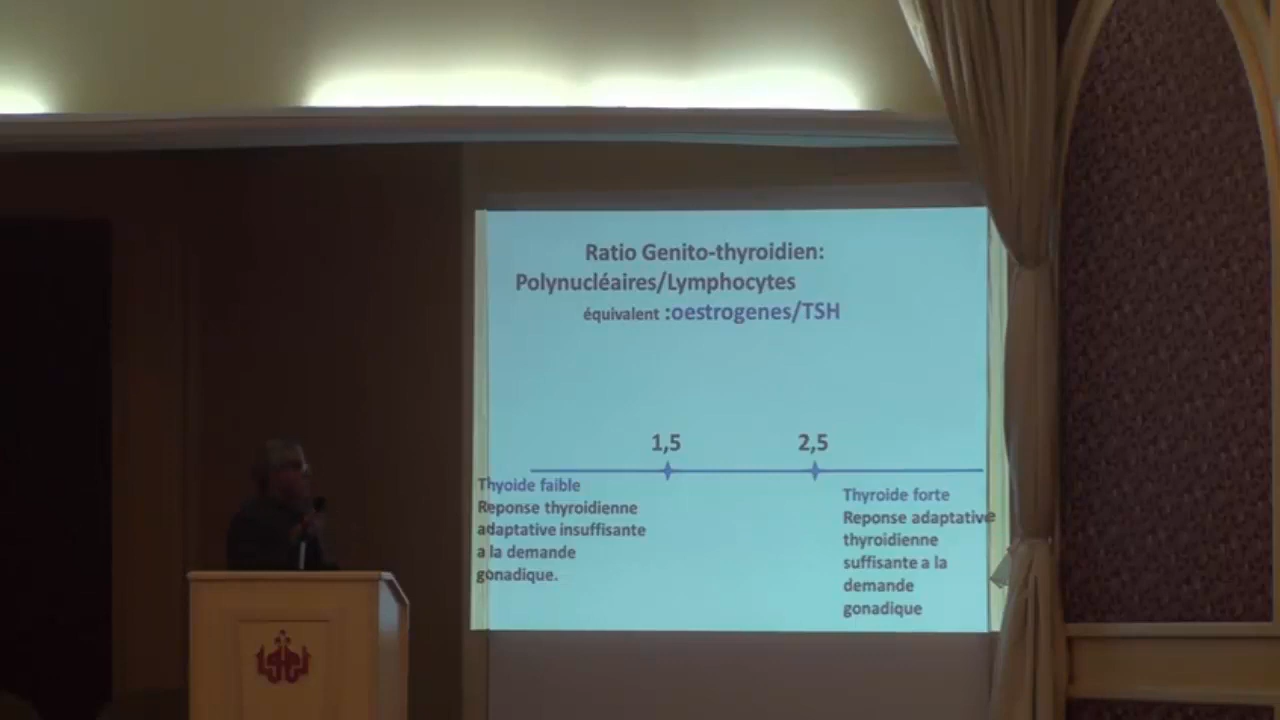 Ratio Genito-thyroidien:
Polynucléaires/Lymphocytes
équivalent :oestrogenes/TSH
1,5
2,5
Thyoide faible
Reponse thyroidienne
adaptative insuffisante
a la demande
gonadique.
Thyroide forte
Reponse adaptative
thyroidienne
suffisante a la
demande
gonadique